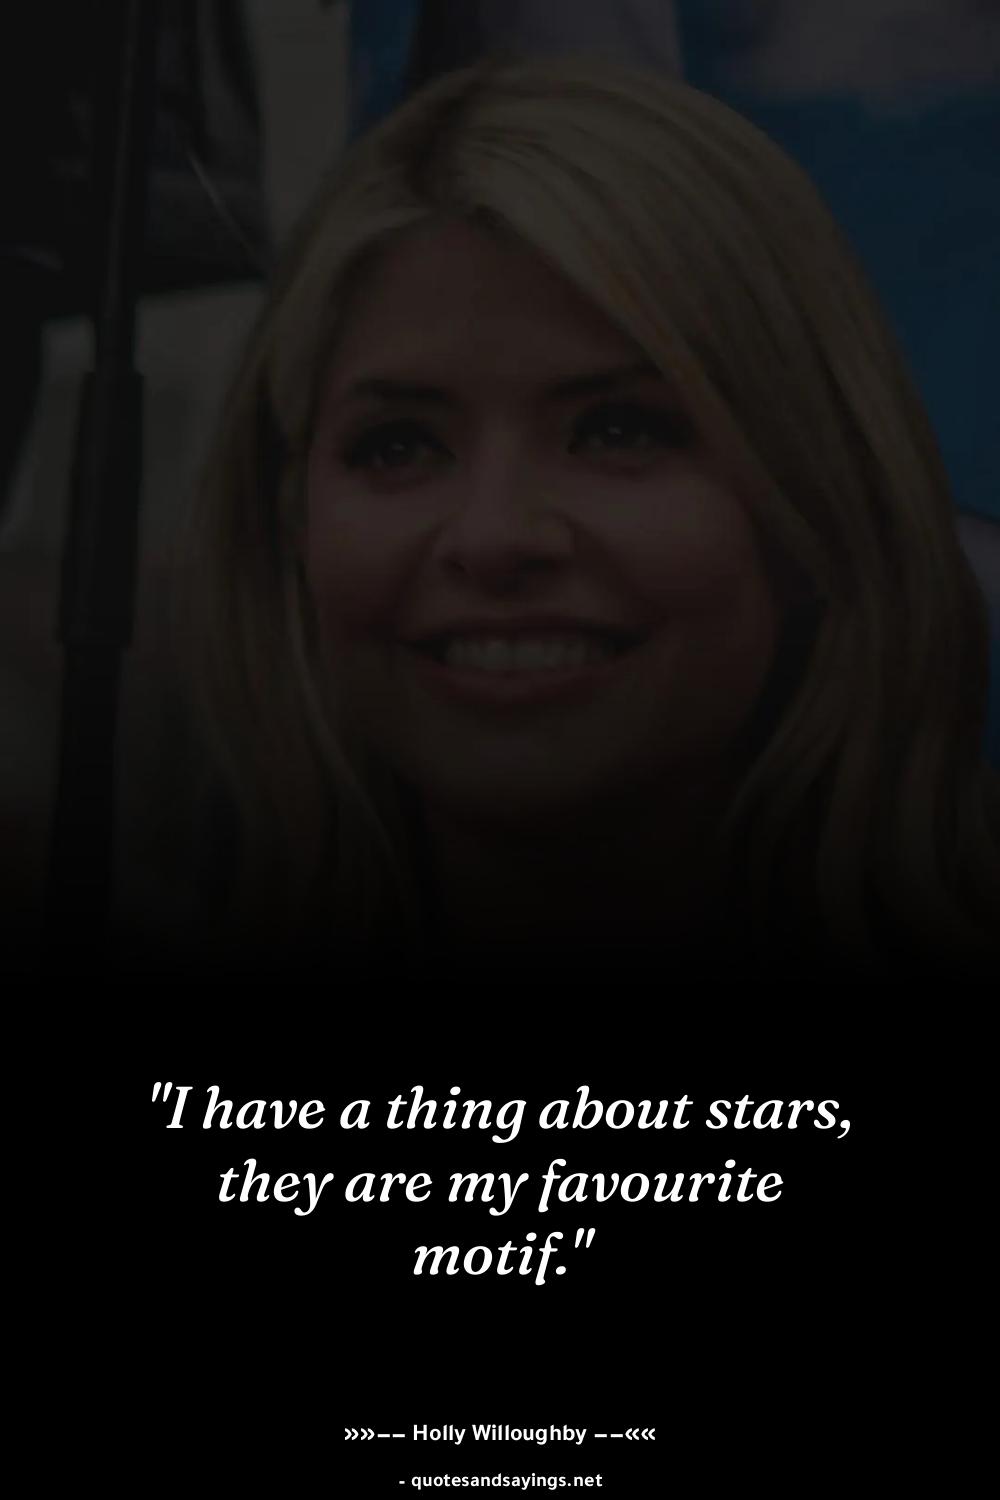 "I have a thing about stars,
they are my favourite
motif."
»»−− Holly Willoughby −−««
- quotesandsayings.net